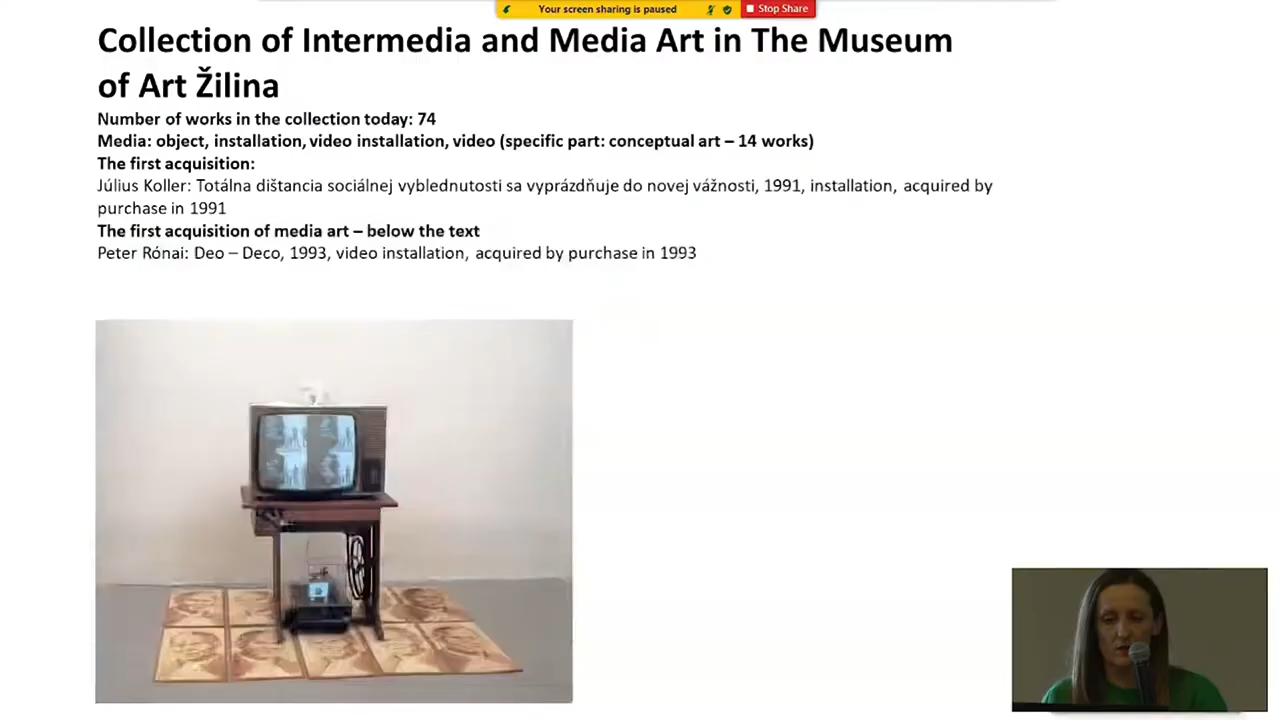 Your screen sharing is paused
Stop Share
Collection of Intermedia and Media Art in The Museum
of Art Žilina
Number of works in the collection today: 74
Media: object, installation, video installation, video (specific part: conceptual art – 14 works)
The first acquisition:
Július Koller: Totálna dištancia sociálnej vyblednutosti sa vyprázdňuje do novej vážnosti, 1991, installation, acquired by
purchase in 1991
The first acquisition of media art – below the text
Peter Rónai: Deo – Deco, 1993, video installation, acquired by purchase in 1993